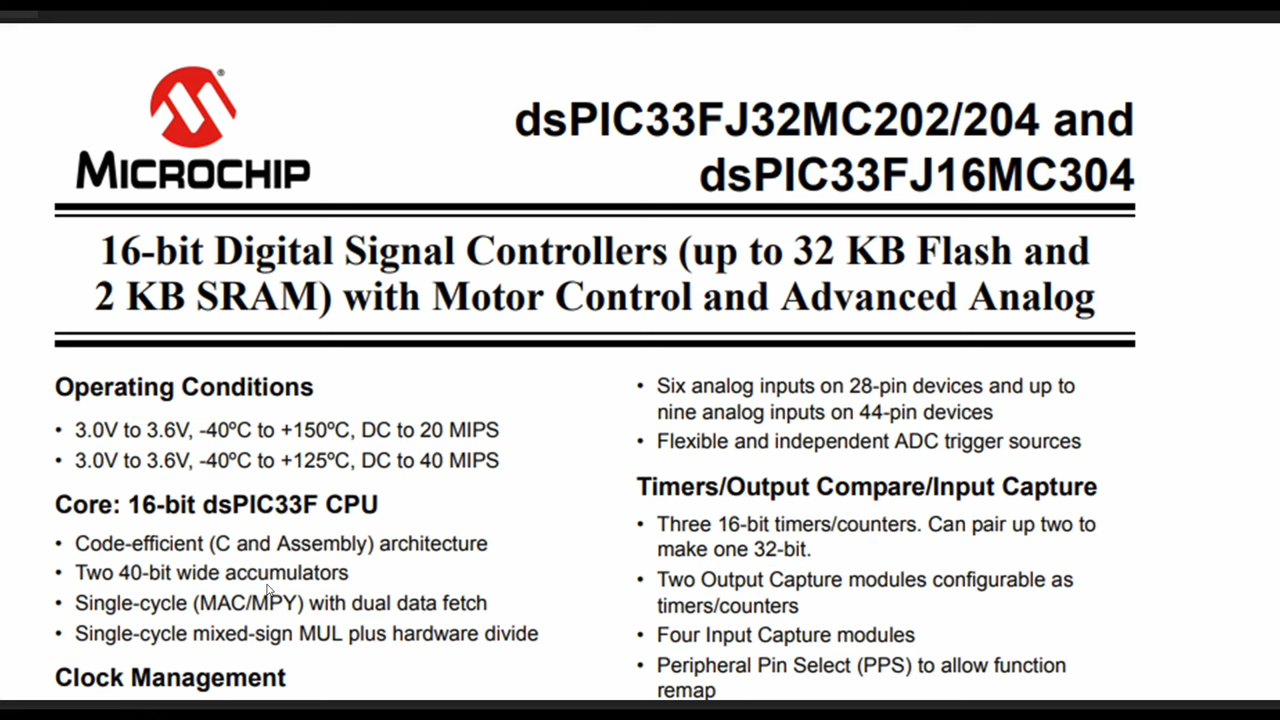 MICROCHIP
dsPIC33FJ32MC202/204 and
dsPIC33FJ16MC304
16-bit Digital Signal Controllers (up to 32 KB Flash and
2 KB SRAM) with Motor Control and Advanced Analog
Operating Conditions
• 3.0V to 3.6V, -40ºC to +150ºC, DC to 20 MIPS
• 3.0V to 3.6V, -40ºC to +125ºC, DC to 40 MIPS
Core: 16-bit dsPIC33F CPU
• Code-efficient (C and Assembly) architecture
• Two 40-bit wide accumulators
• Single-cycle (MAC/MPY) with dual data fetch
• Single-cycle mixed-sign MUL plus hardware divide
Clock Management
• Six analog inputs on 28-pin devices and up to
nine analog inputs on 44-pin devices
• Flexible and independent ADC trigger sources
Timers/Output Compare/Input Capture
• Three 16-bit timers/counters. Can pair up two to
make one 32-bit.
• Two Output Capture modules configurable as
timers/counters
• Four Input Capture modules
• Peripheral Pin Select (PPS) to allow function
remap